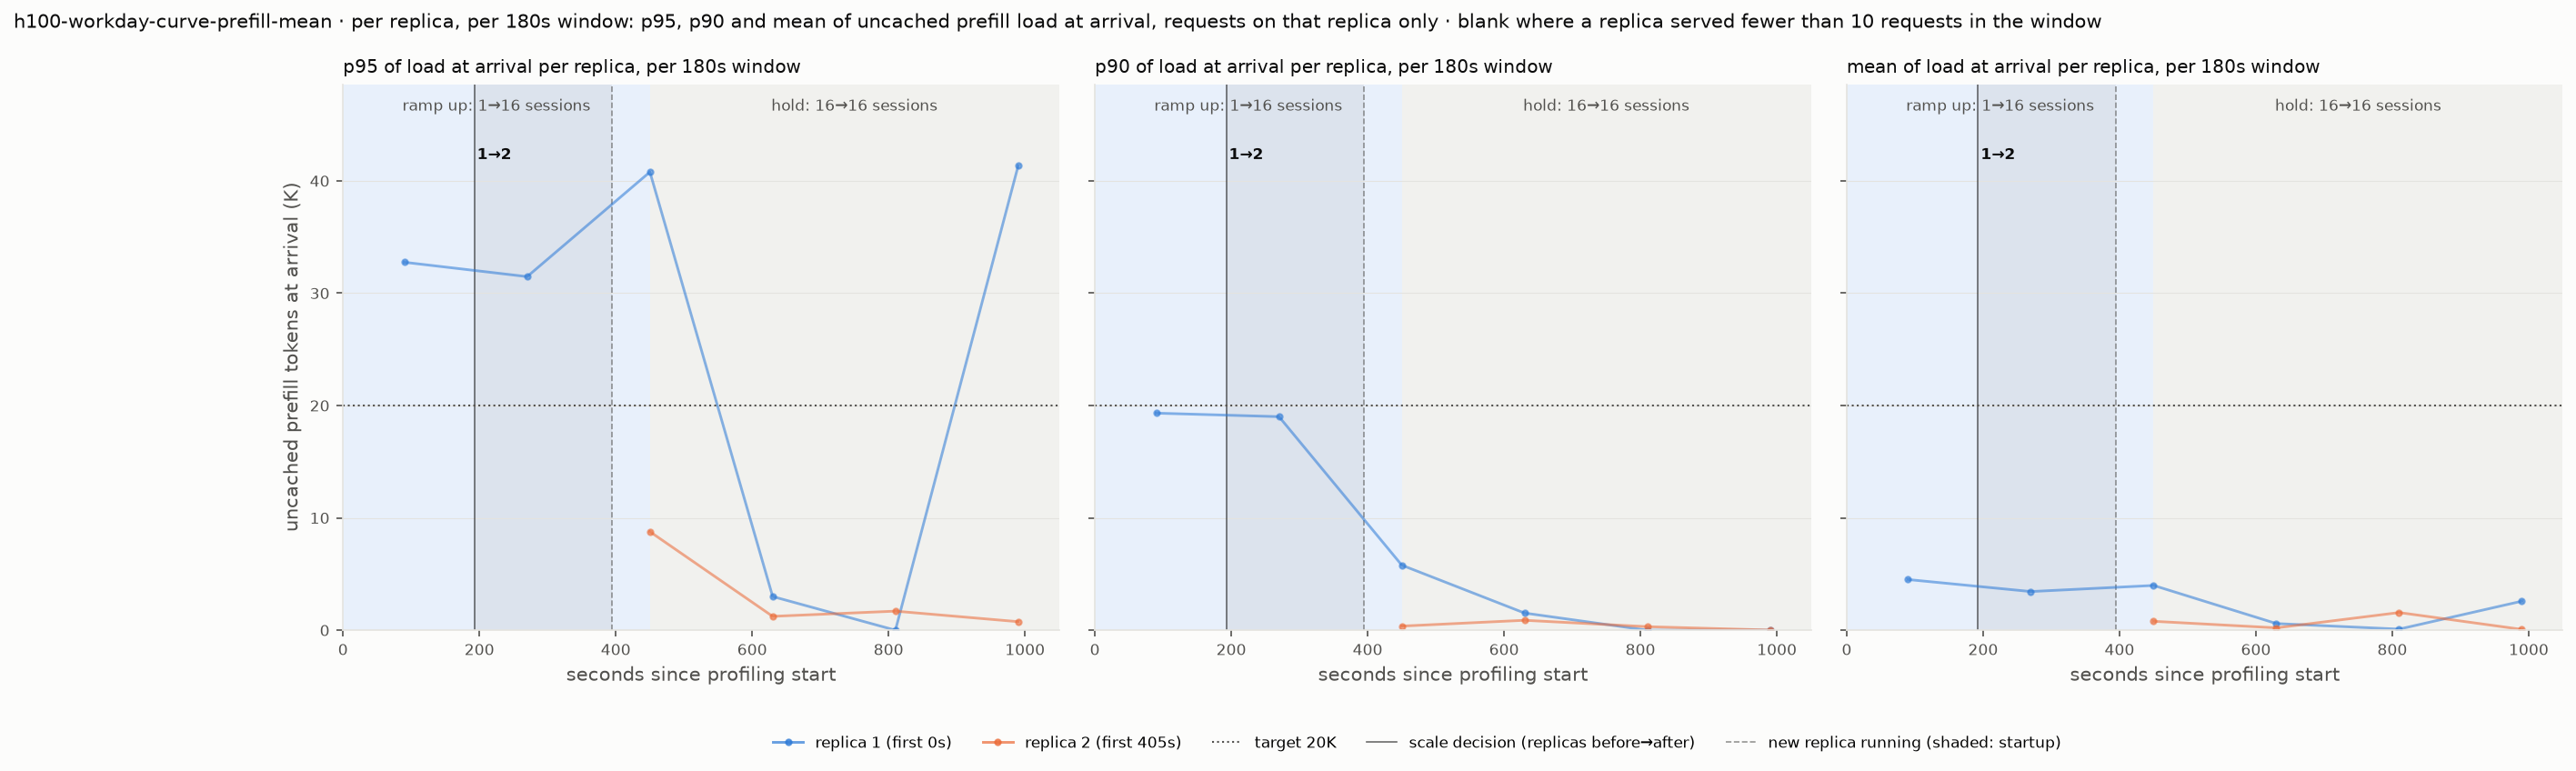 h100-workday-curve-prefill-mean · per replica, per 180s window: p95, p90 and mean of uncached prefill load at arrival, requests on that replica only · blank where a replica served fewer than 10 requests in the window
p95 of load at arrival per replica, per 180s window
ramp up: 1→16 sessions
hold: 16→16 sessions
1→2
uncached prefill tokens at arrival (K)
40
30
20
10
0
0 200 400 600 800 1000
seconds since profiling start
p90 of load at arrival per replica, per 180s window
ramp up: 1→16 sessions
hold: 16→16 sessions
1→2
0 200 400 600 800 1000
seconds since profiling start
mean of load at arrival per replica, per 180s window
ramp up: 1→16 sessions
hold: 16→16 sessions
1→2
0 200 400 600 800 1000
seconds since profiling start
replica 1 (first 0s) replica 2 (first 405s) target 20K scale decision (replicas before→after) new replica running (shaded: startup)